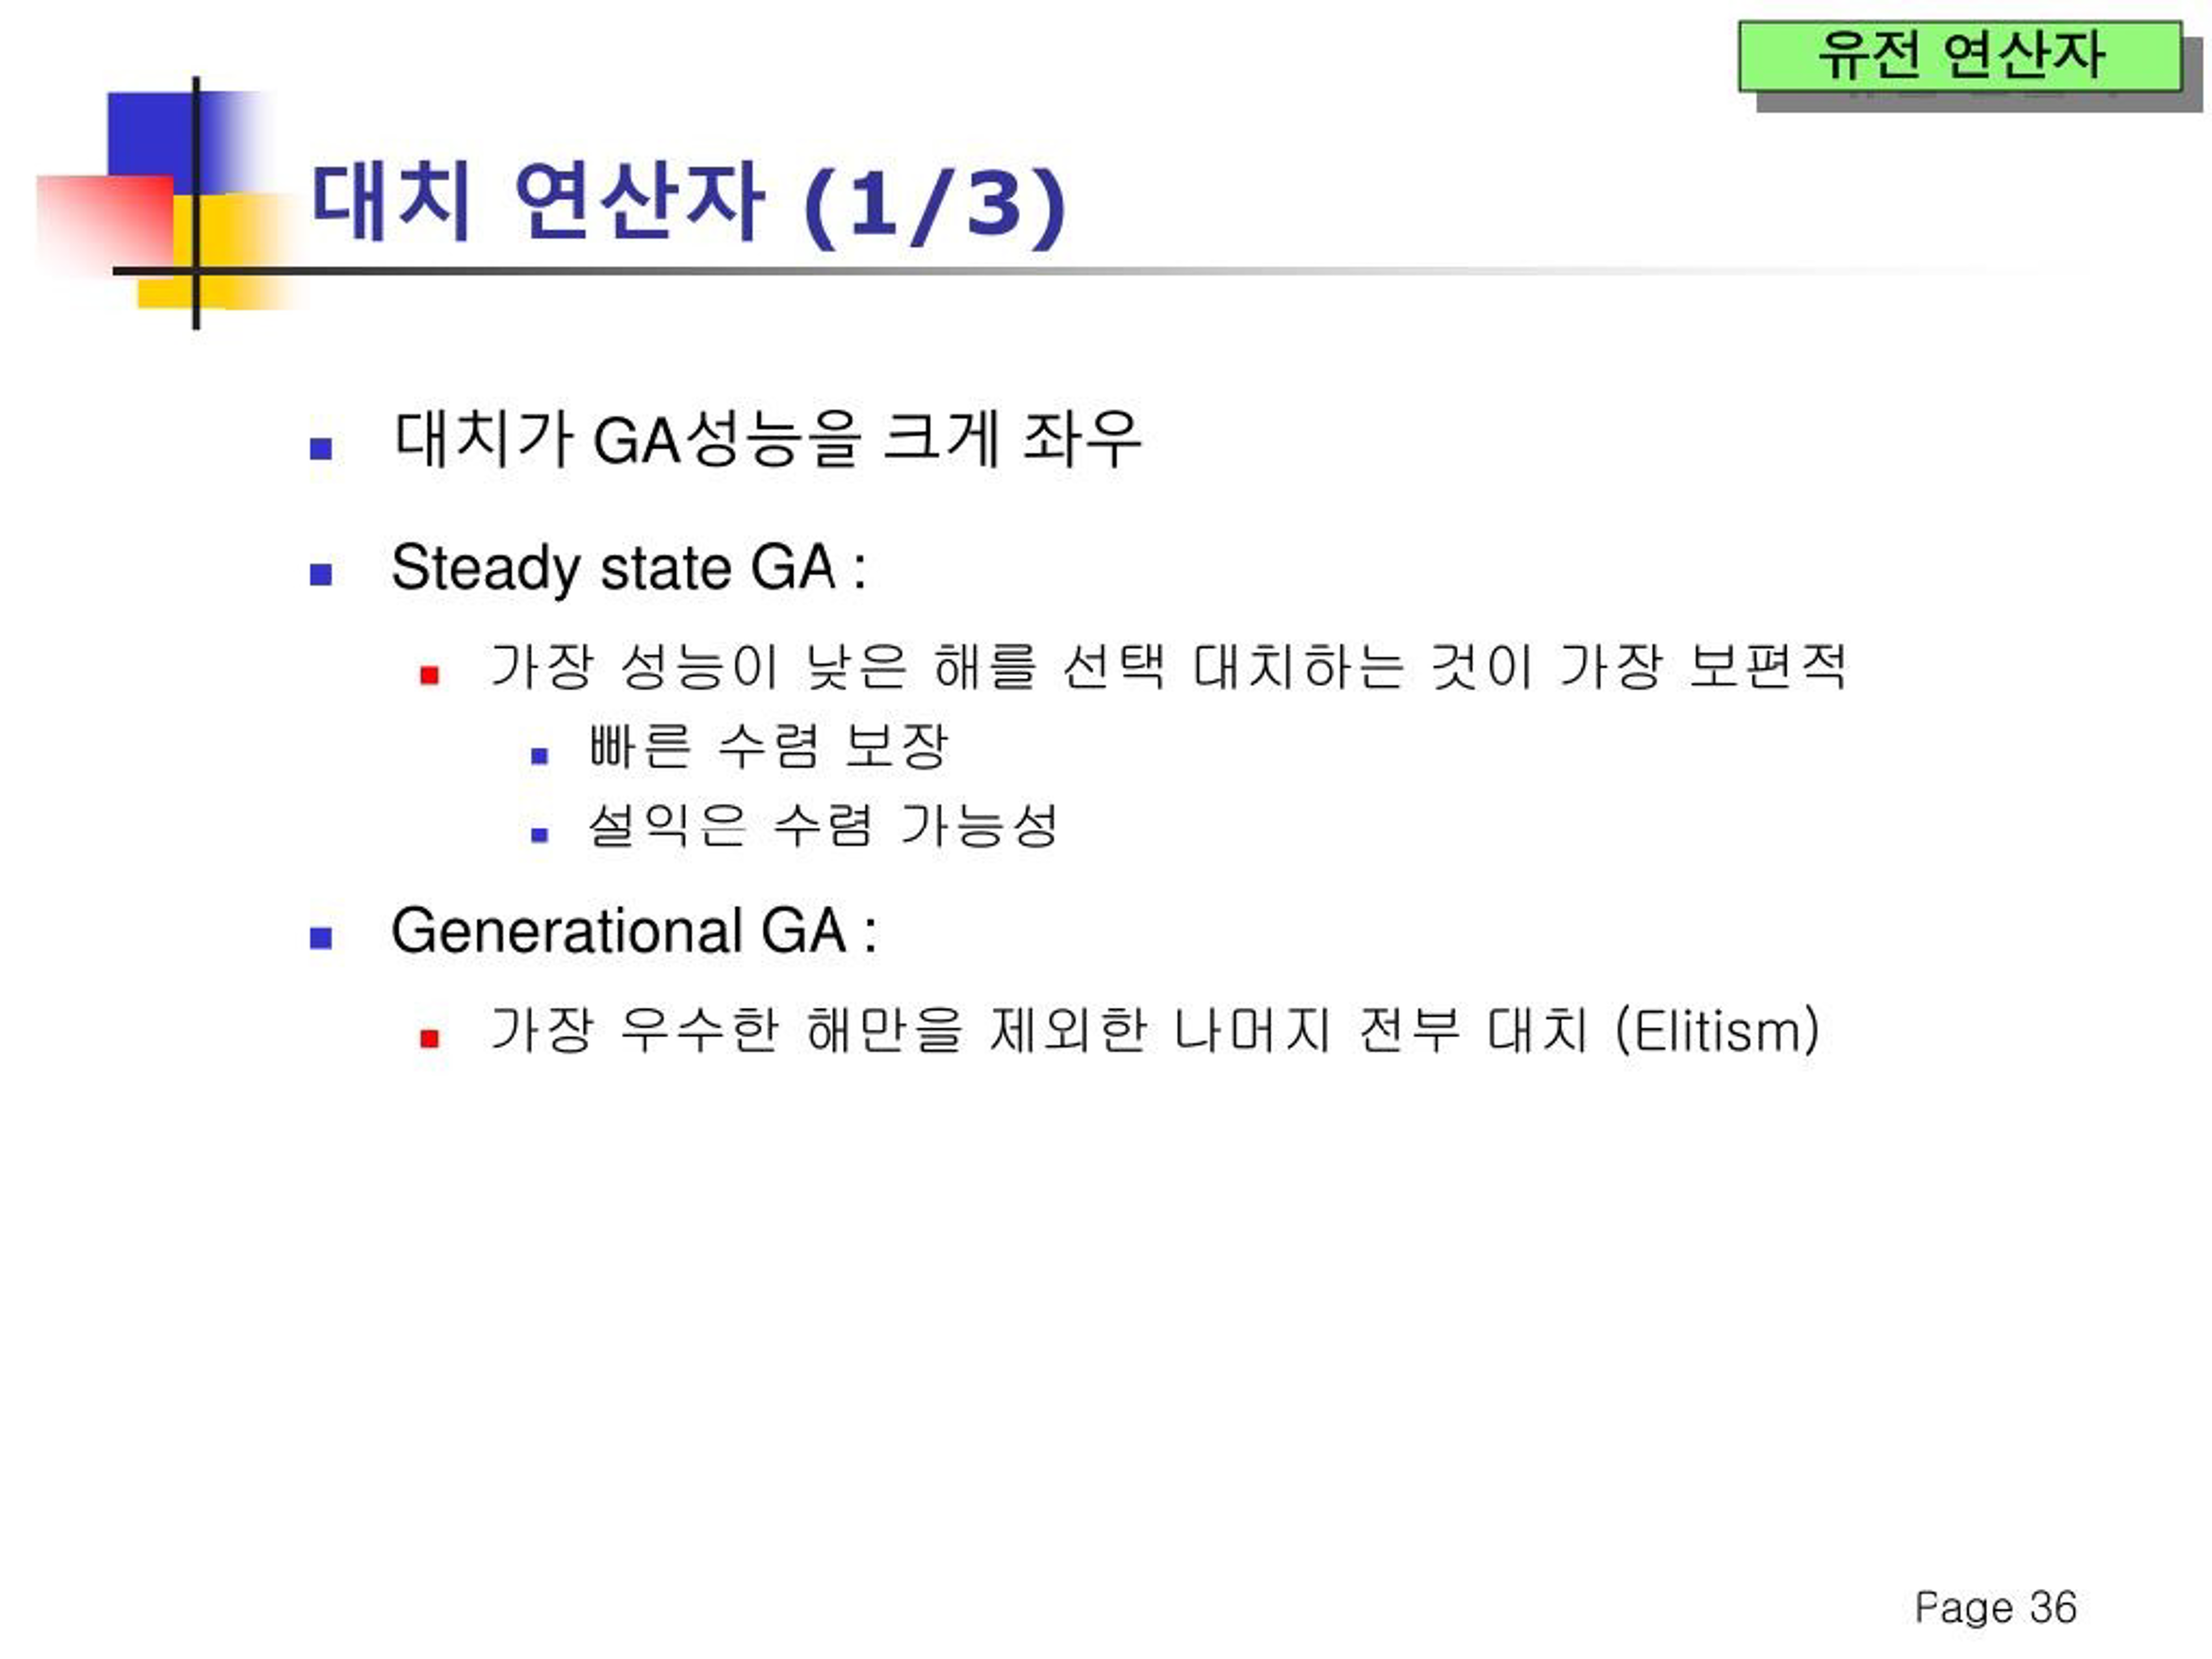 유전 연산자
대치 연산자 (1/3)
대치가 GA성능을 크게 좌우
Steady state GA :
가장 성능이 낮은 해를 선택 대치하는 것이 가장 보편적
빠른 수렴 보장
설익은 수렴 가능성
Generational GA :
가장 우수한 해만을 제외한 나머지 전부 대치 (Elitism)
Page 36